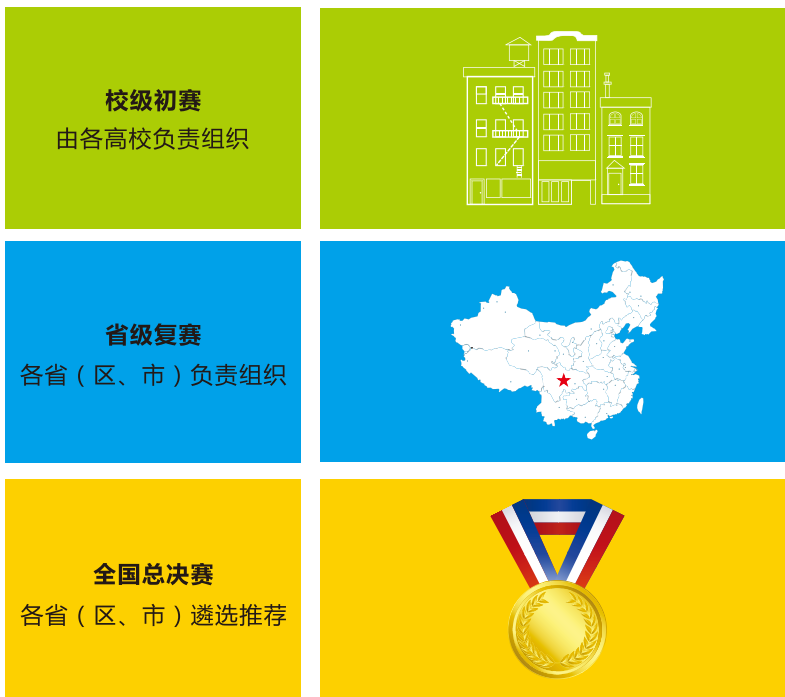 校级初赛
由各高校负责组织
省级复赛
各省（区、市）负责组织
全国总决赛
各省（区、市）遴选推荐